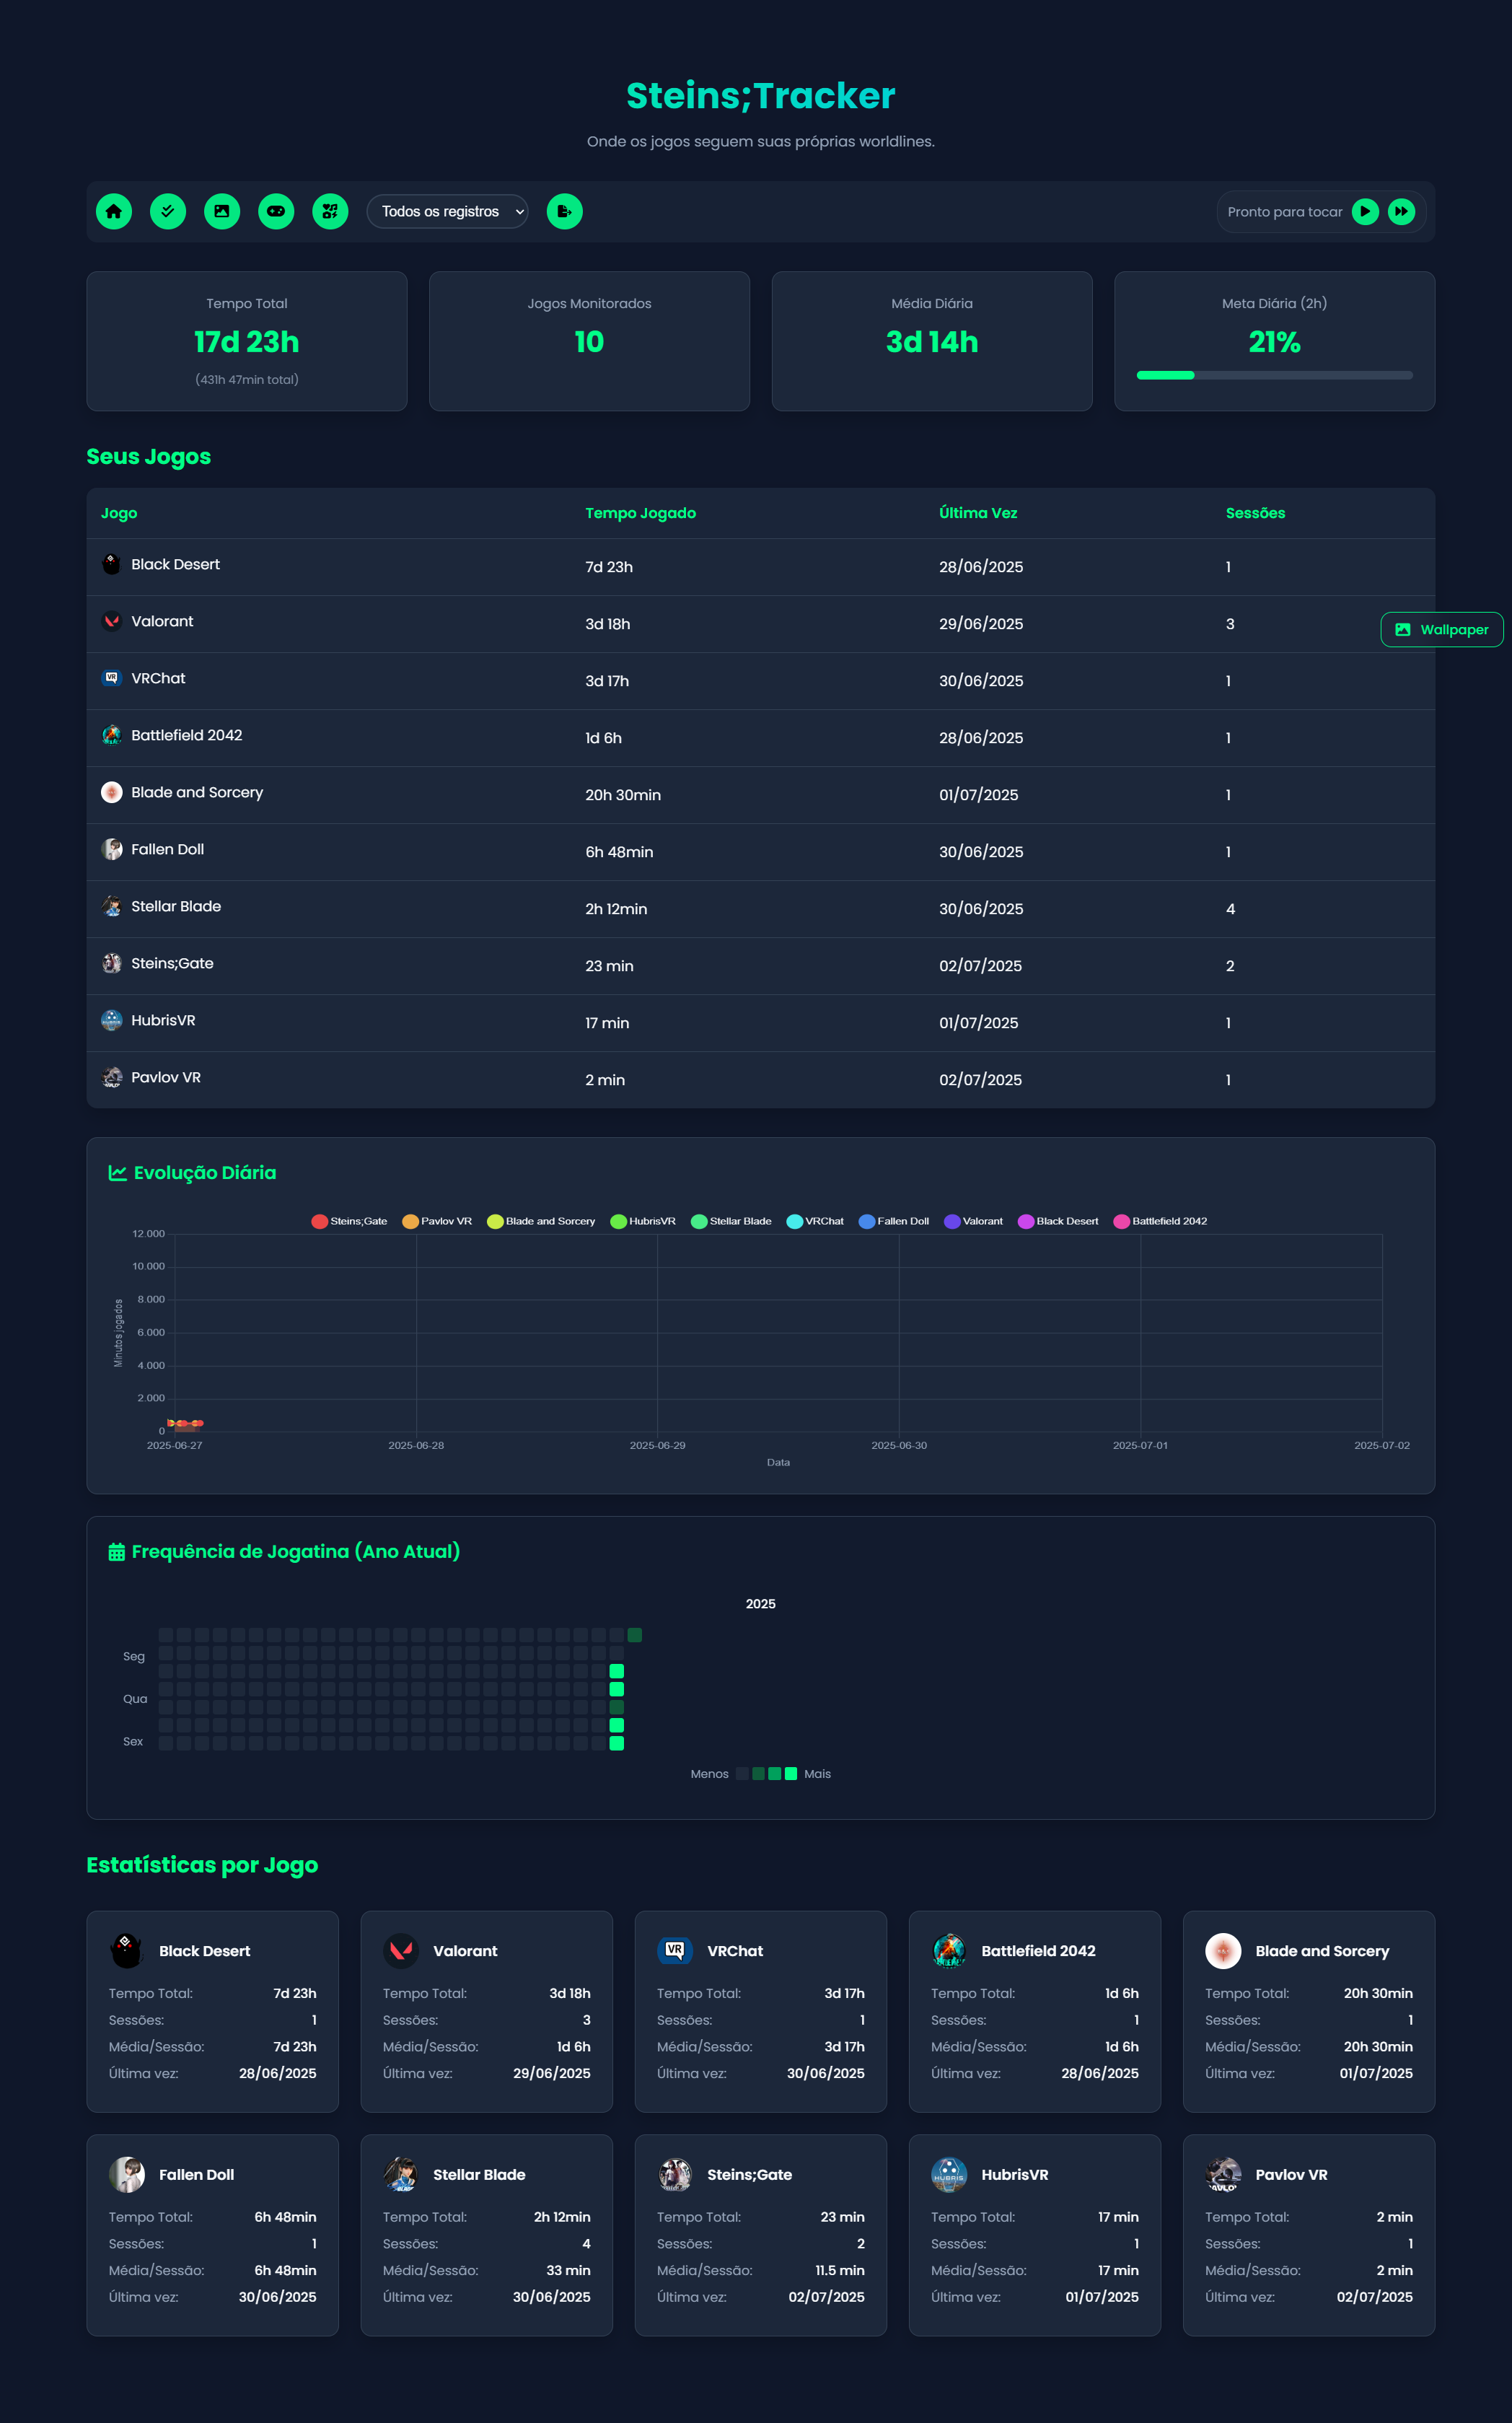 Steins;Tracker
Onde os jogos seguem suas próprias worldlines.
Todos os registros
Pronto para tocar
Tempo Total
17d 23h
(431h 47min total)
Jogos Monitorados
10
Média Diária
3d 14h
Meta Diária (2h)
21%
Seus Jogos
Jogo Tempo Jogado Última Vez Sessões
Black Desert 7d 23h 28/06/2025 1
Valorant 3d 18h 29/06/2025 3
Wallpaper
VRChat 3d 17h 30/06/2025 1
Battlefield 2042 1d 6h 28/06/2025 1
Blade and Sorcery 20h 30min 01/07/2025 1
Fallen Doll 6h 48min 30/06/2025 1
Stellar Blade 2h 12min 30/06/2025 4
Steins;Gate 23 min 02/07/2025 2
HubrisVR 17 min 01/07/2025 1
Pavlov VR 2 min 02/07/2025 1
Evolução Diária
Steins;Gate Pavlov VR Blade and Sorcery HubrisVR Stellar Blade VRChat Fallen Doll Valorant Black Desert Battlefield 2042
Minutos jogados
12.000
10.000
8.000
6.000
4.000
2.000
0
2025-06-27 2025-06-28 2025-06-29 2025-06-30 2025-07-01 2025-07-02
Data
Frequência de Jogatina (Ano Atual)
2025
Seg
Qua
Sex
Menos Mais
Estatísticas por Jogo
Black Desert
Tempo Total: 7d 23h
Sessões: 1
Média/Sessão: 7d 23h
Última vez: 28/06/2025
Valorant
Tempo Total: 3d 18h
Sessões: 3
Média/Sessão: 1d 6h
Última vez: 29/06/2025
VR
VRChat
Tempo Total: 3d 17h
Sessões: 1
Média/Sessão: 3d 17h
Última vez: 30/06/2025
Battlefield 2042
Tempo Total: 1d 6h
Sessões: 1
Média/Sessão: 1d 6h
Última vez: 28/06/2025
Blade and Sorcery
Tempo Total: 20h 30min
Sessões: 1
Média/Sessão: 20h 30min
Última vez: 01/07/2025
Fallen Doll
Tempo Total: 6h 48min
Sessões: 1
Média/Sessão: 6h 48min
Última vez: 30/06/2025
Stellar Blade
Tempo Total: 2h 12min
Sessões: 4
Média/Sessão: 33 min
Última vez: 30/06/2025
Steins;Gate
Tempo Total: 23 min
Sessões: 2
Média/Sessão: 11.5 min
Última vez: 02/07/2025
HUBRIS
HubrisVR
Tempo Total: 17 min
Sessões: 1
Média/Sessão: 17 min
Última vez: 01/07/2025
Pavlov VR
Tempo Total: 2 min
Sessões: 1
Média/Sessão: 2 min
Última vez: 02/07/2025